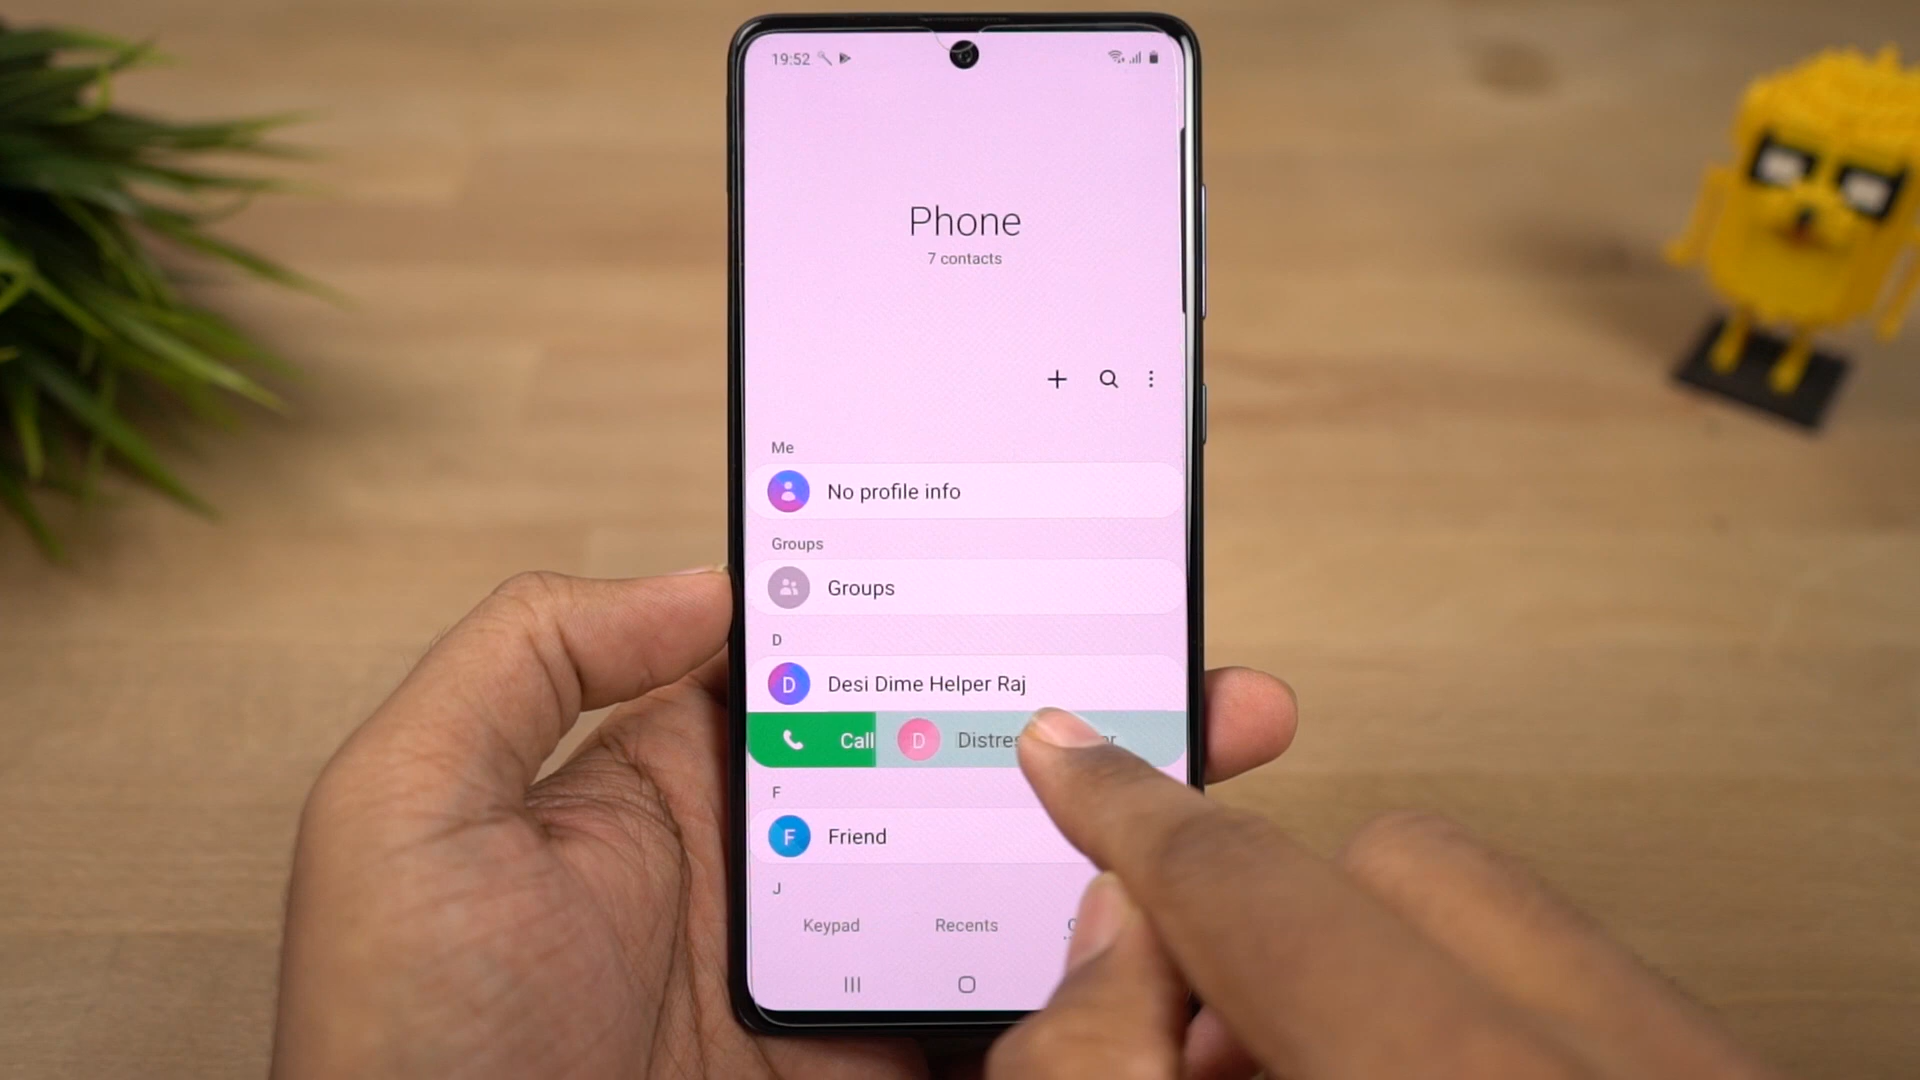 19:52
Phone
7 contacts
Me
No profile info
Groups
Groups
D
D Desi Dime Helper Raj
Call D
F
F Friend
J
Keypad Recents